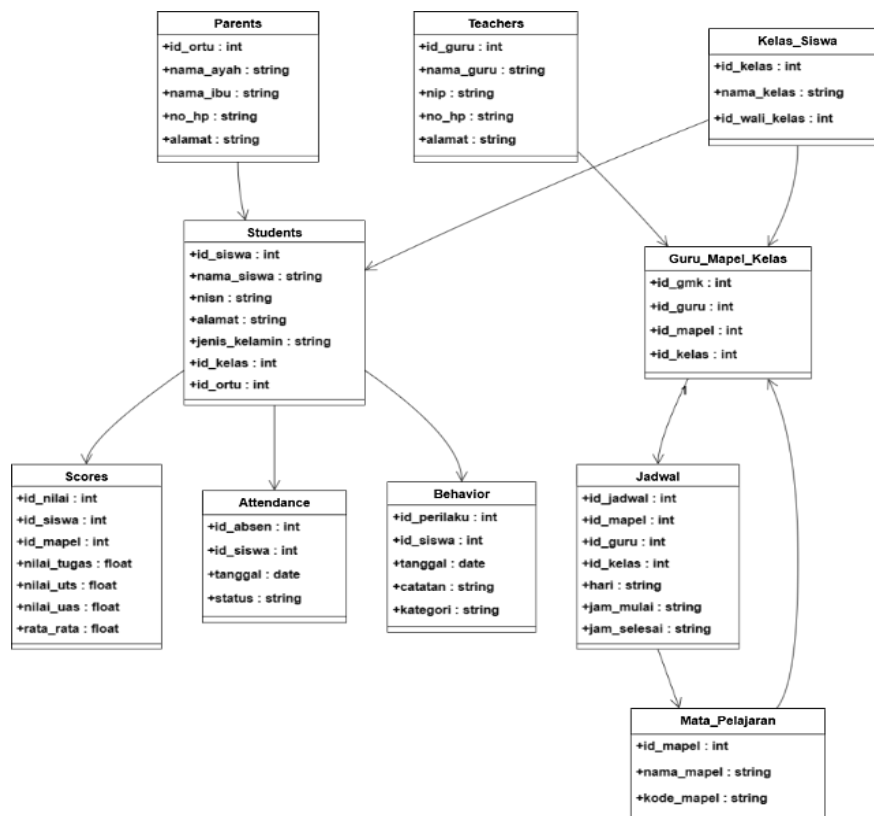 Parents
+id_ortu : int
+nama_ayah : string
+nama_ibu : string
+no_hp : string
+alamat : string
Teachers
+id_guru : int
+nama_guru : string
+nip : string
+no_hp : string
+alamat : string
Kelas_Siswa
+id_kelas : int
+nama_kelas : string
+id_wali_kelas : int
Students
+id_siswa : int
+nama_siswa : string
+nisn : string
+alamat : string
+jenis_kelamin : string
+id_kelas : int
+id_ortu : int
Guru_Mapel_Kelas
+id_gmk : int
+id_guru : int
+id_mapel : int
+id_kelas : int
Scores
+id_nilai : int
+id_siswa : int
+id_mapel : int
+nilai_tugas : float
+nilai_uts : float
+nilai_uas : float
+rata_rata : float
Attendance
+id_absen : int
+id_siswa : int
+tanggal : date
+status : string
Behavior
+id_perilaku : int
+id_siswa : int
+tanggal : date
+catatan : string
+kategori : string
Jadwal
+id_jadwal : int
+id_mapel : int
+id_guru : int
+id_kelas : int
+hari : string
+jam_mulai : string
+jam_selesai : string
Mata_Pelajaran
+id_mapel : int
+nama_mapel : string
+kode_mapel : string